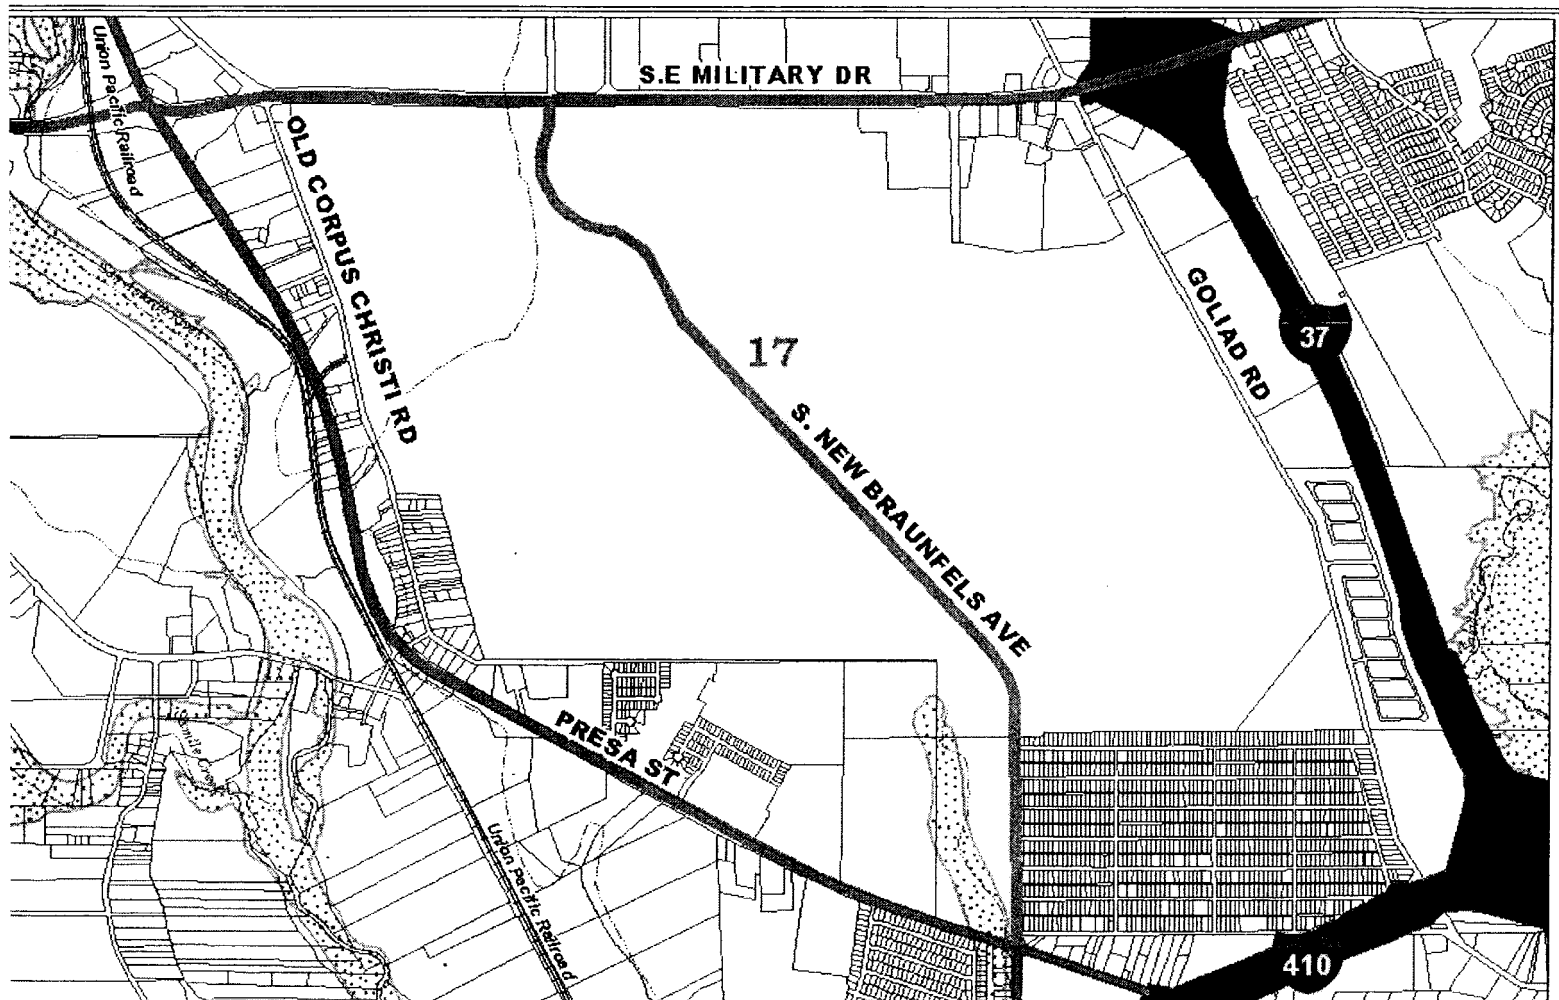 S.E MILITARY DR
Union Pacific Railroad
OLD CORPUS CHRISTI RD
GOLIAD RD
37
17
S. NEW BRAUNFELS AVE
PRESA ST
Union Pacific Railroad
410